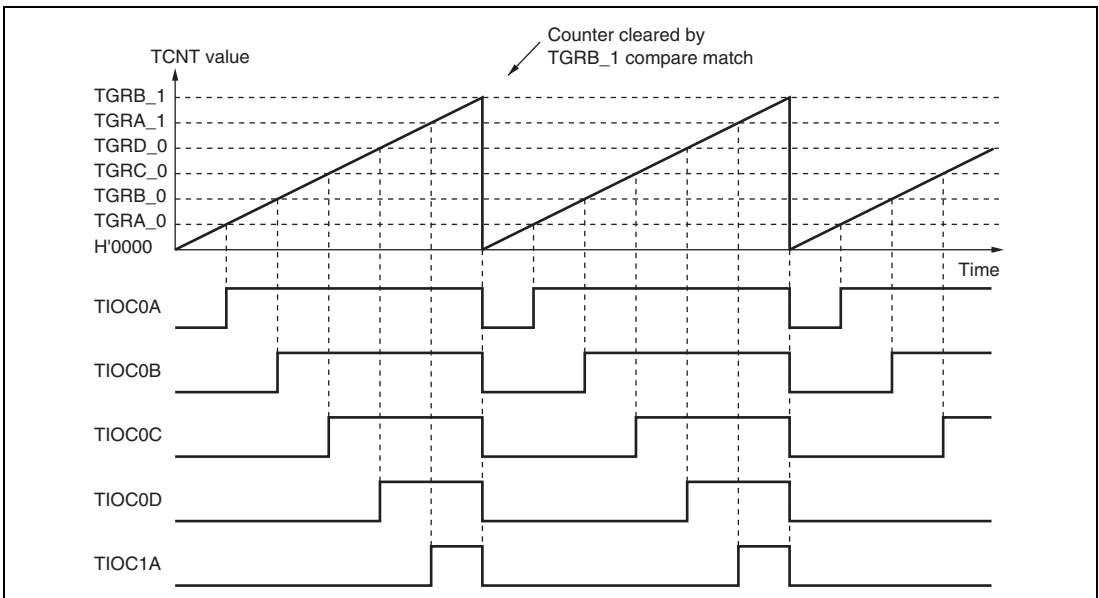 Counter cleared by
TGRB_1 compare match
TCNT value
TGRB_1
TGRA_1
TGRD_0
TGRC_0
TGRB_0
TGRA_0
H'0000
Time
TIOC0A
TIOC0B
TIOC0C
TIOC0D
TIOC1A